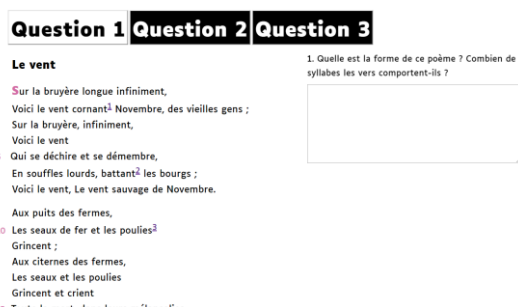 Question 1 Question 2 Question 3
Le vent
Sur la bruyère longue infiniment,
Voici le vent cornant1 Novembre, des vieilles gens ;
Sur la bruyère, infiniment,
Voici le vent
Qui se déchire et se démembre,
En souffles lourds, battant2 les bourgs ;
Voici le vent, Le vent sauvage de Novembre.
Aux puits des fermes,
Les seaux de fer et les poulies3
Grincent ;
Aux citernes des fermes,
Les seaux et les poulies
Grincent et crient
1. Quelle est la forme de ce poème ? Combien de
syllabes les vers comportent-ils ?